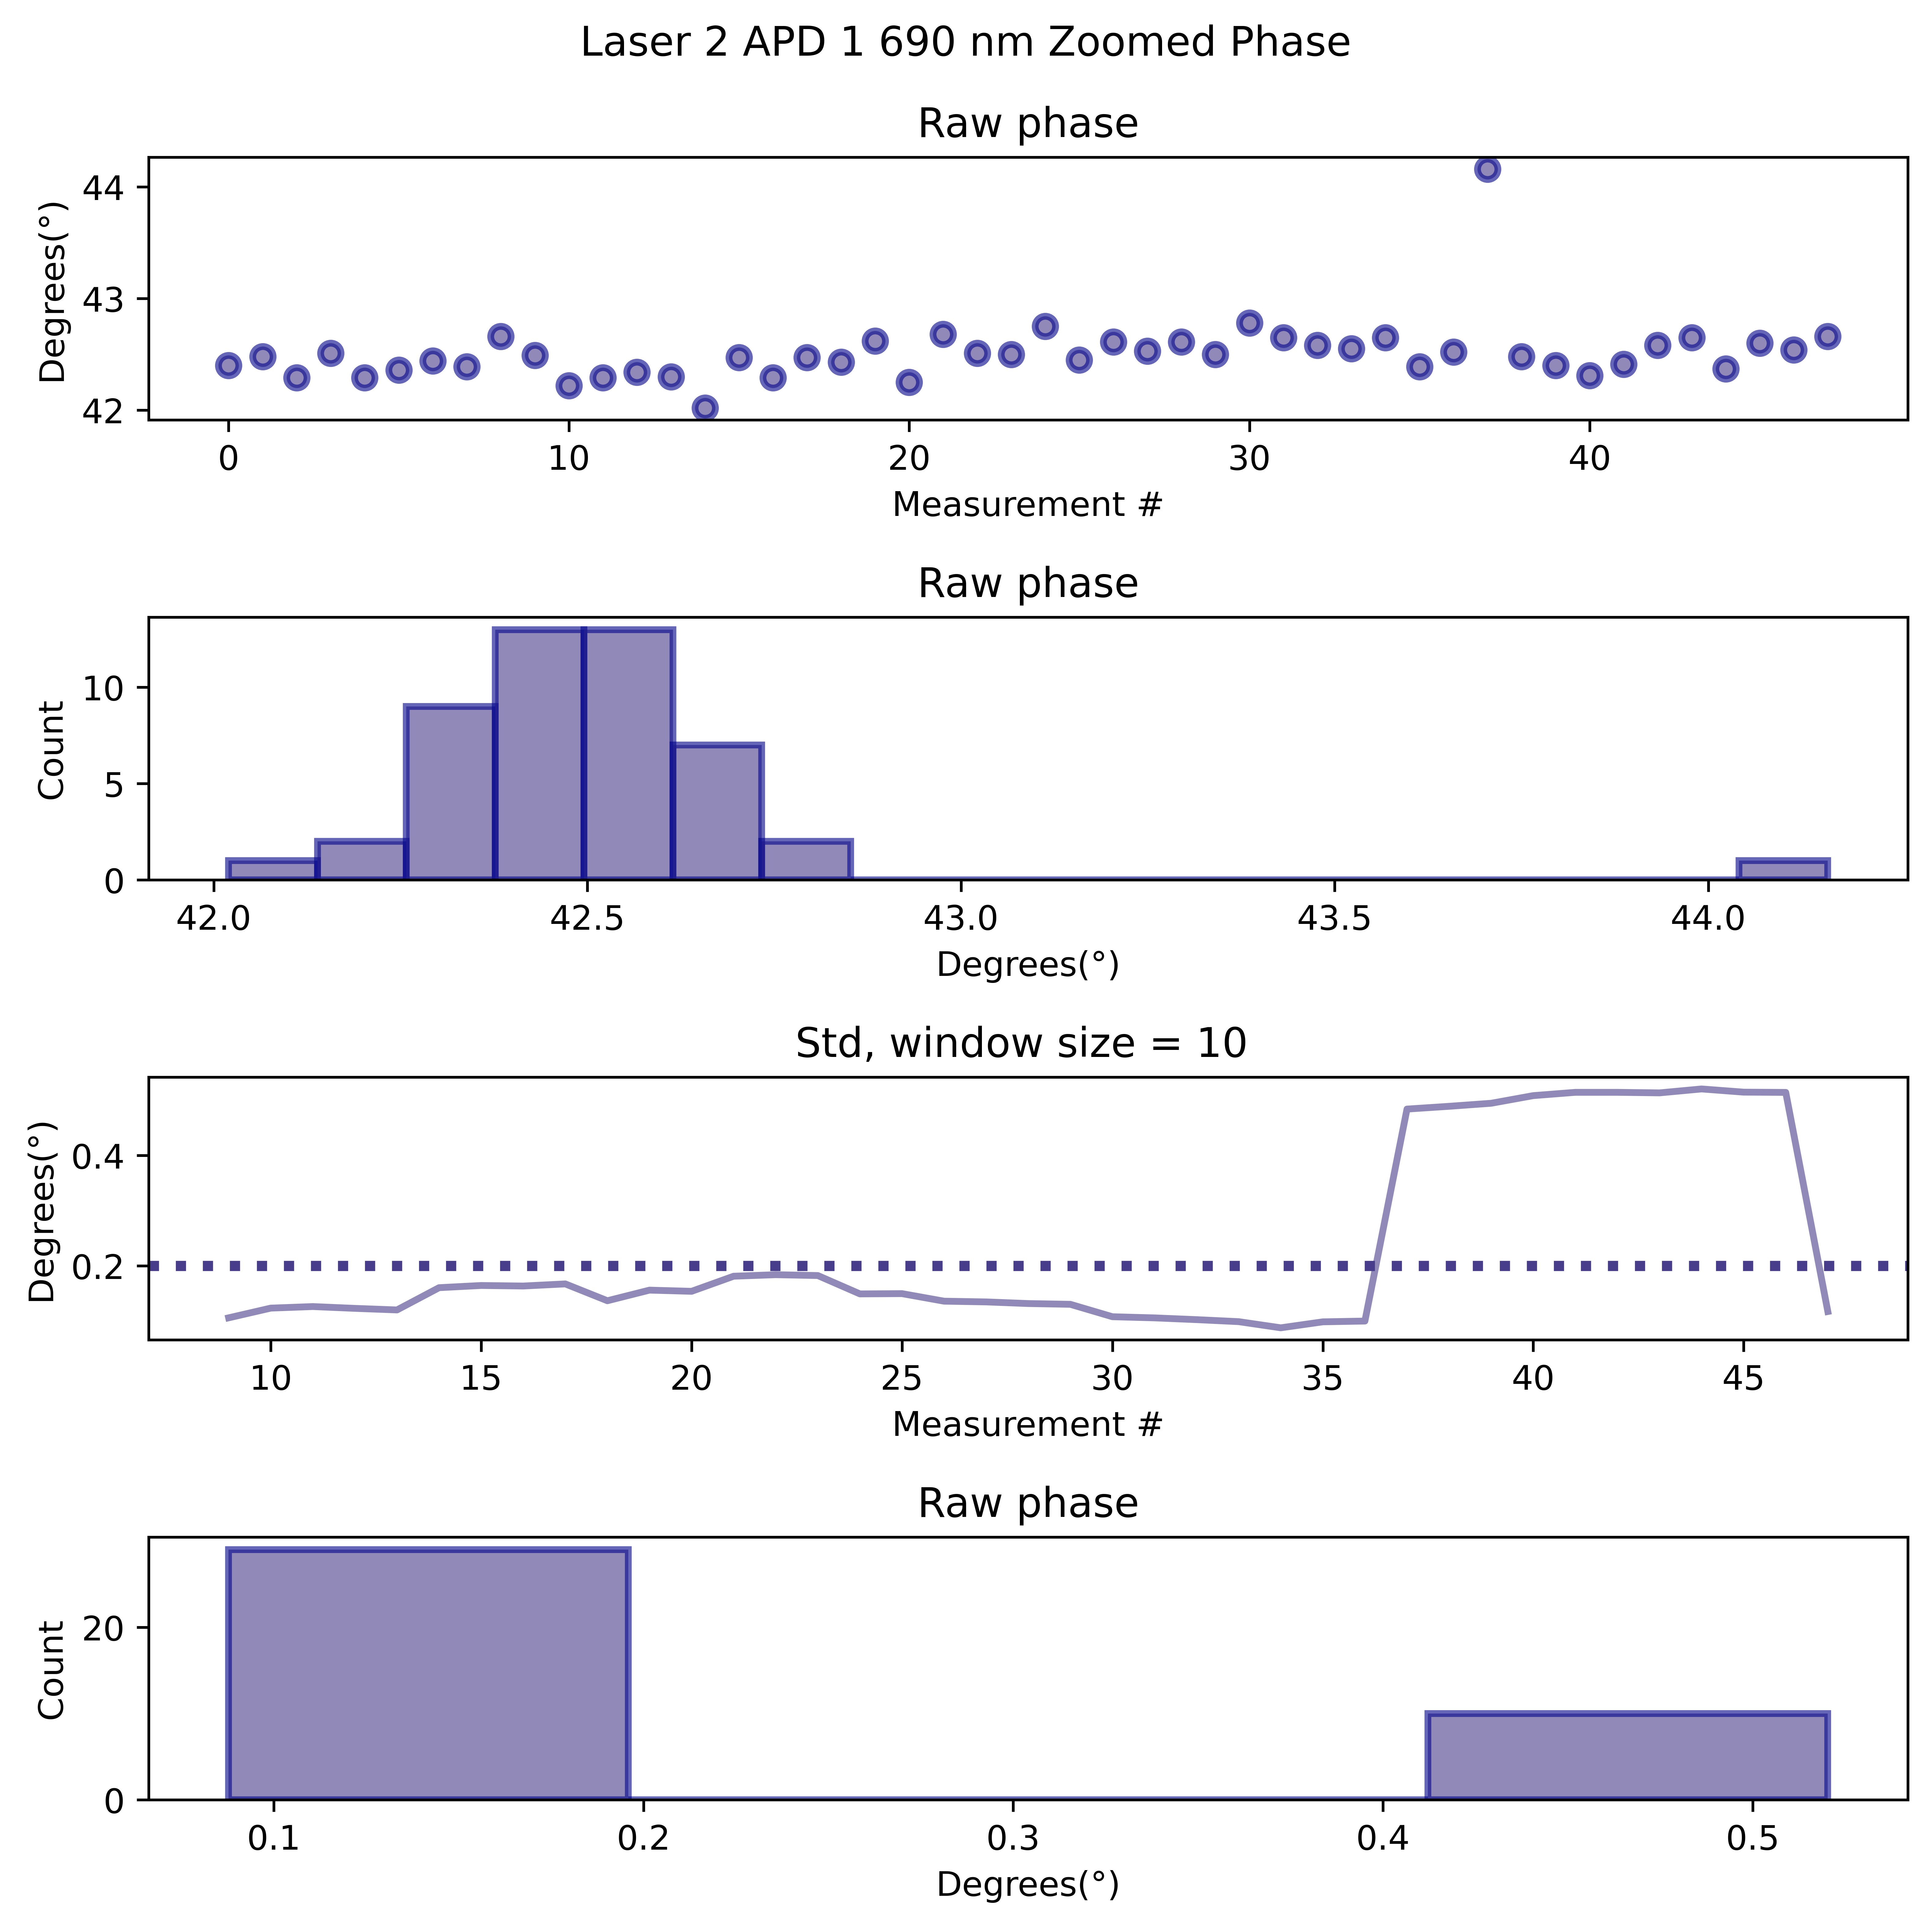 Laser 2 APD 1 690 nm Zoomed Phase
Raw phase
Degrees(°)
44
43
42
0 10 20 30 40
Measurement #
Raw phase
Count
10
5
0
42.0 42.5 43.0 43.5 44.0
Degrees(°)
Std, window size = 10
Degrees(°)
0.4
0.2
10 15 20 25 30 35 40 45
Measurement #
Raw phase
Count
20
0
0.1 0.2 0.3 0.4 0.5
Degrees(°)